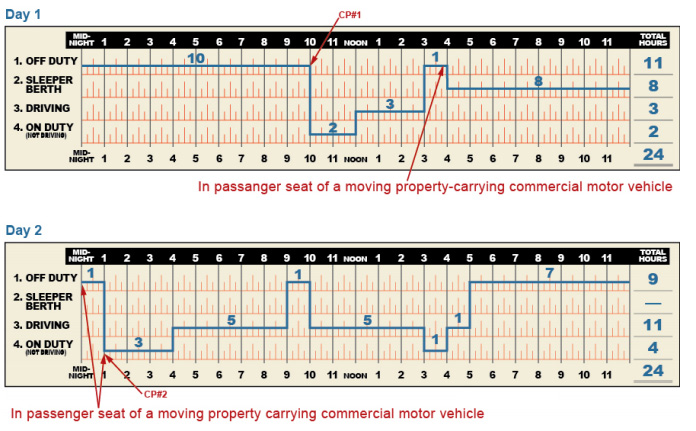 Day 1
CP#1
MID-NIGHT 1 2 3 4 5 6 7 8 9 10 11 NOON 1 2 3 4 5 6 7 8 9 10 11 TOTAL HOURS
1. OFF DUTY 10 1 11
2. SLEEPER BERTH 8 8
3. DRIVING 3 3
4. ON DUTY (NOT DRIVING) 2 2
MID-NIGHT 1 2 3 4 5 6 7 8 9 10 11 NOON 1 2 3 4 5 6 7 8 9 10 11 24
In passanger seat of a moving property-carrying commercial motor vehicle
Day 2
MID-NIGHT 1 2 3 4 5 6 7 8 9 10 11 NOON 1 2 3 4 5 6 7 8 9 10 11 TOTAL HOURS
1. OFF DUTY 1 1 7 9
2. SLEEPER BERTH —
3. DRIVING 5 5 1 11
4. ON DUTY (NOT DRIVING) 3 1 4
MID-NIGHT 1 2 3 4 5 6 7 8 9 10 11 NOON 1 2 3 4 5 6 7 8 9 10 11 24
CP#2
In passenger seat of a moving property carrying commercial motor vehicle